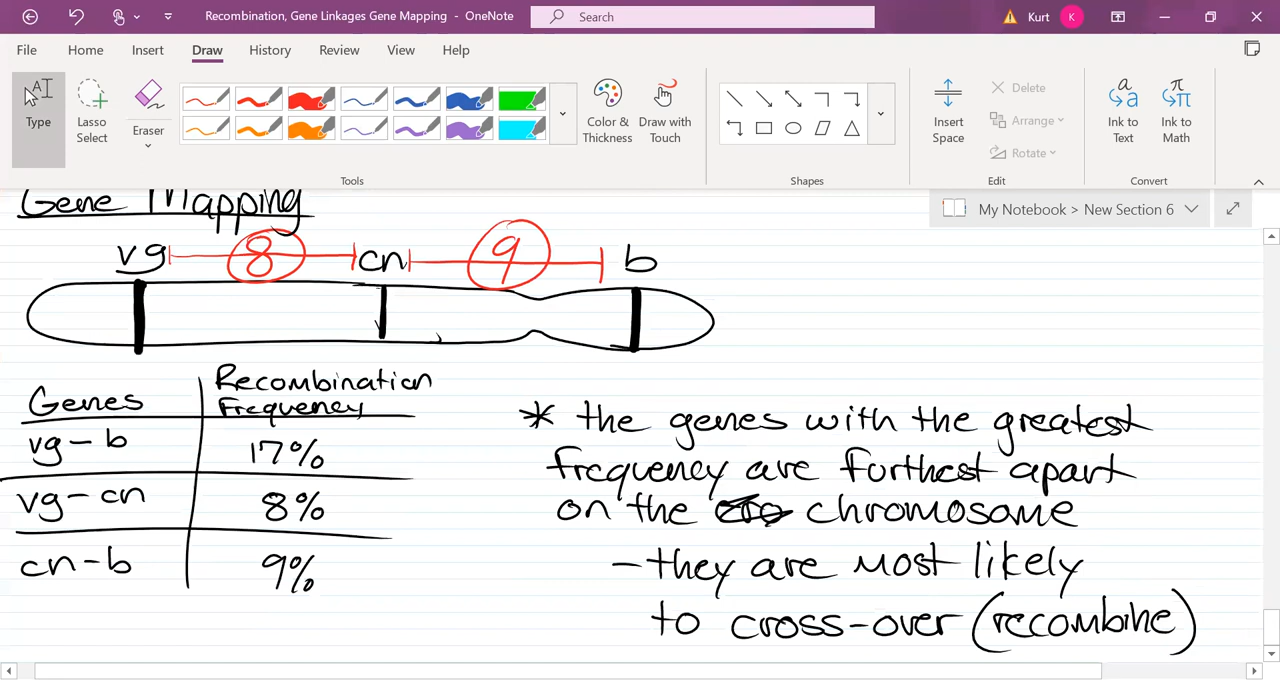 Recombination, Gene Linkages Gene Mapping - OneNote
Search
Kurt
K
File Home Insert Draw History Review View Help
Type
Lasso Select
Eraser
Color & Thickness
Draw with Touch
Insert Space
Delete
Arrange
Rotate
Ink to Text
Ink to Math
Tools
Shapes
Edit
Convert
My Notebook > New Section 6
Gene Mapping
vg 8 cn 9 b
Genes Recombination Frequency
vg - b 17%
vg - cn 8%
cn - b 9%
* the genes with the greatest
frequency are furthest apart
on the chromosome
- they are most likely
to cross-over (recombine)